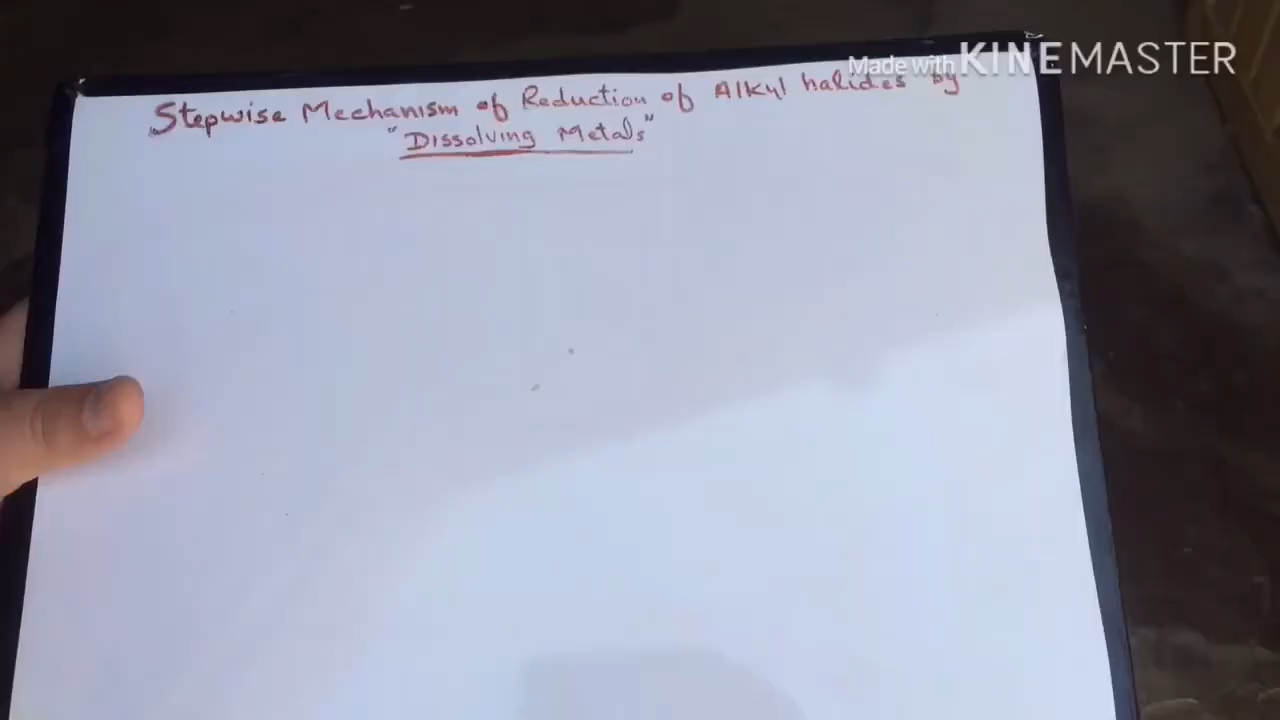 Made with KINEMASTER
Stepwise Mechanism of Reduction of Alkyl halides by
"Dissolving Metals"